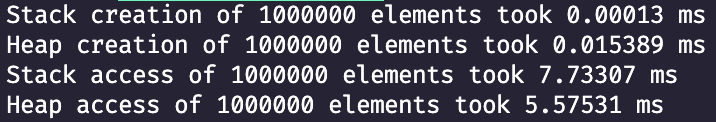 Stack creation of 1000000 elements took 0.00013 ms
Heap creation of 1000000 elements took 0.015389 ms
Stack access of 1000000 elements took 7.73307 ms
Heap access of 1000000 elements took 5.57531 ms